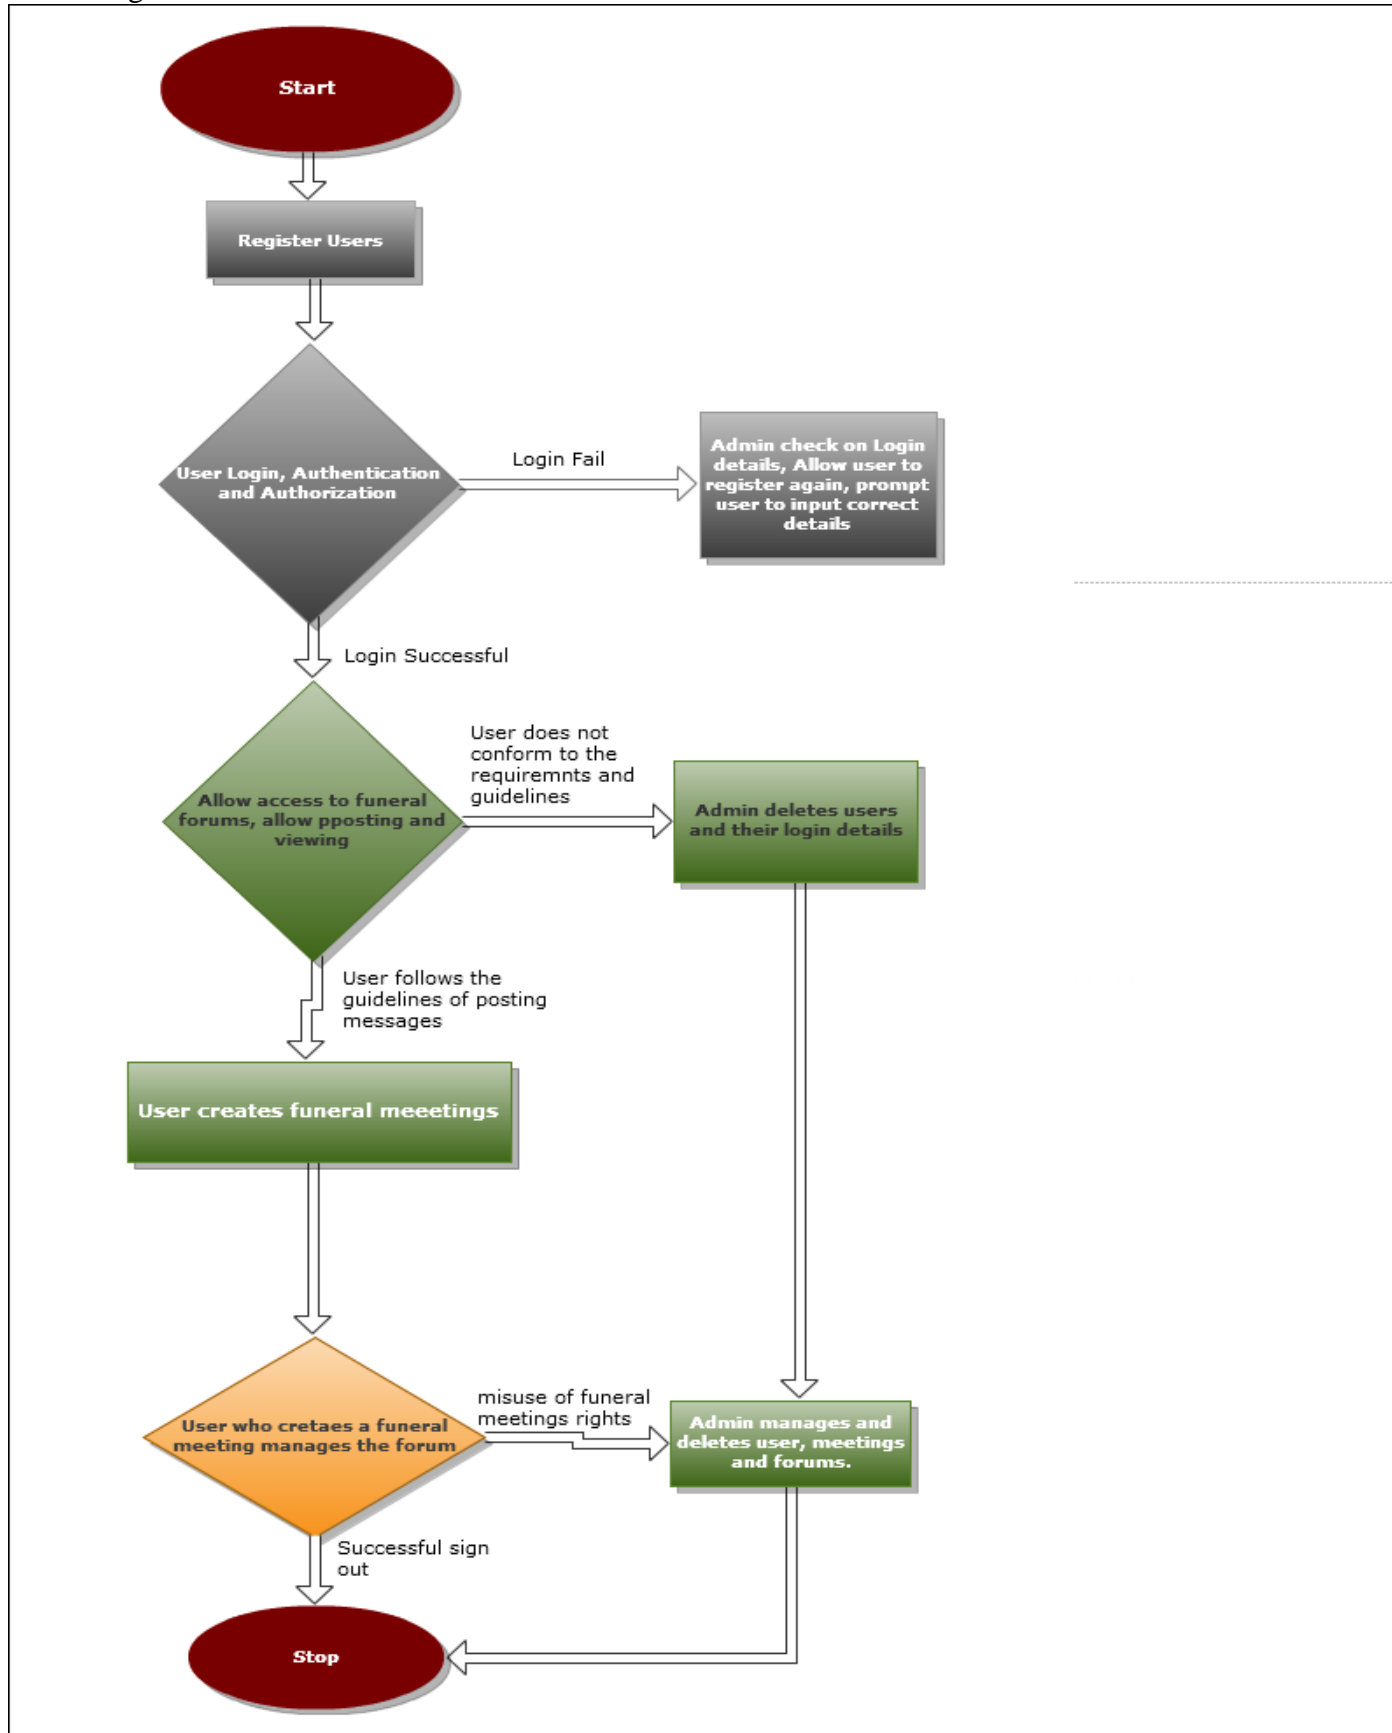 Start
Register Users
User Login, Authentication
and Authorization
Login Fail
Admin check on Login
details, Allow user to
register again, prompt
user to input correct
details
Login Successful
Allow access to funeral
forums, allow pposting and
viewing
User does not
conform to the
requiremnts and
guidelines
Admin deletes users
and their login details
User follows the
guidelines of posting
messages
User creates funeral meeetings
User who cretaes a funeral
meeting manages the forum
misuse of funeral
meetings rights
Admin manages and
deletes user, meetings
and forums.
Successful sign
out
Stop